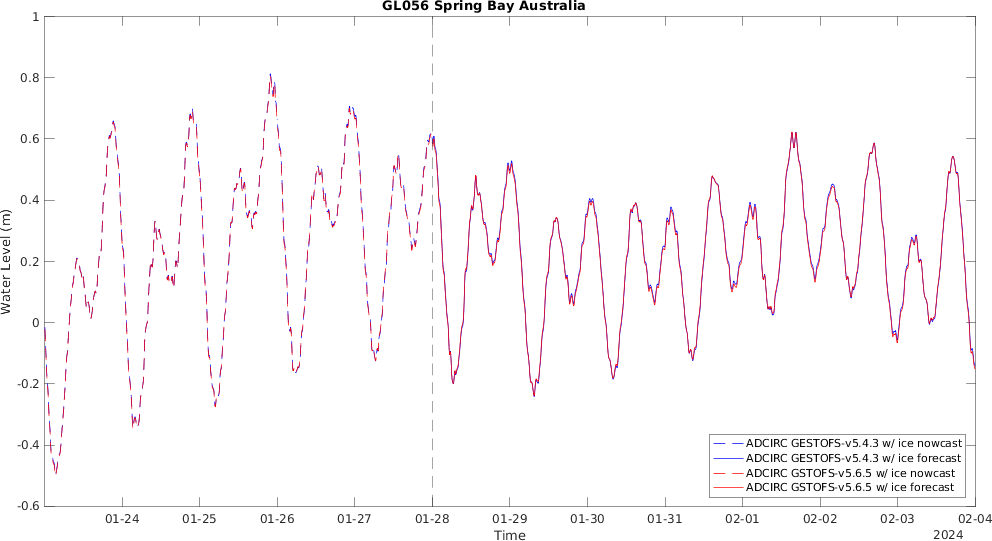 GL056 Spring Bay Australia
1
0.8
0.6
0.4
0.2
0
-0.2
-0.4
-0.6
Water Level (m)
ADCIRC GESTOFS-v5.4.3 w/ ice nowcast
ADCIRC GESTOFS-v5.4.3 w/ ice forecast
ADCIRC GSTOFS-v5.6.5 w/ ice nowcast
ADCIRC GSTOFS-v5.6.5 w/ ice forecast
01-24 01-25 01-26 01-27 01-28 01-29 01-30 01-31 02-01 02-02 02-03 02-04
Time
2024